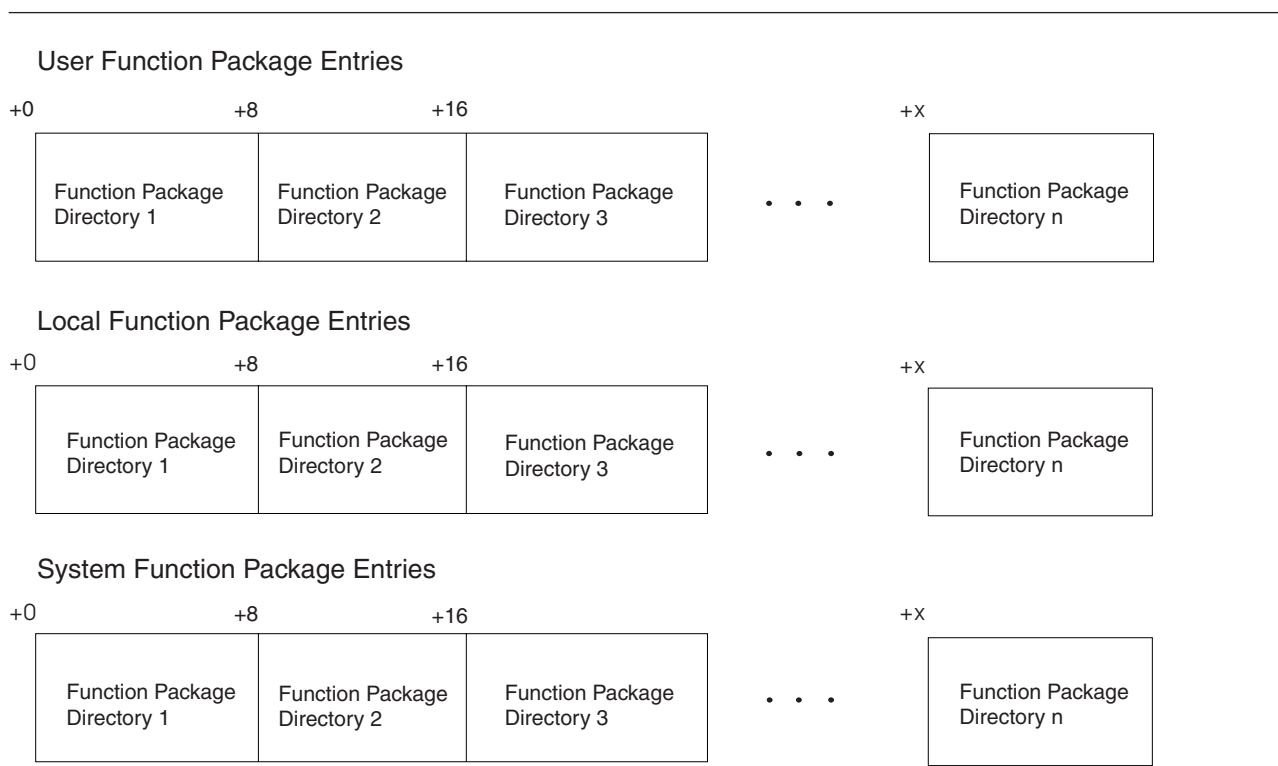 User Function Package Entries
+0 +8 +16 +x
Function Package Directory 1
Function Package Directory 2
Function Package Directory 3
. . .
Function Package Directory n
Local Function Package Entries
+0 +8 +16 +x
Function Package Directory 1
Function Package Directory 2
Function Package Directory 3
. . .
Function Package Directory n
System Function Package Entries
+0 +8 +16 +x
Function Package Directory 1
Function Package Directory 2
Function Package Directory 3
. . .
Function Package Directory n